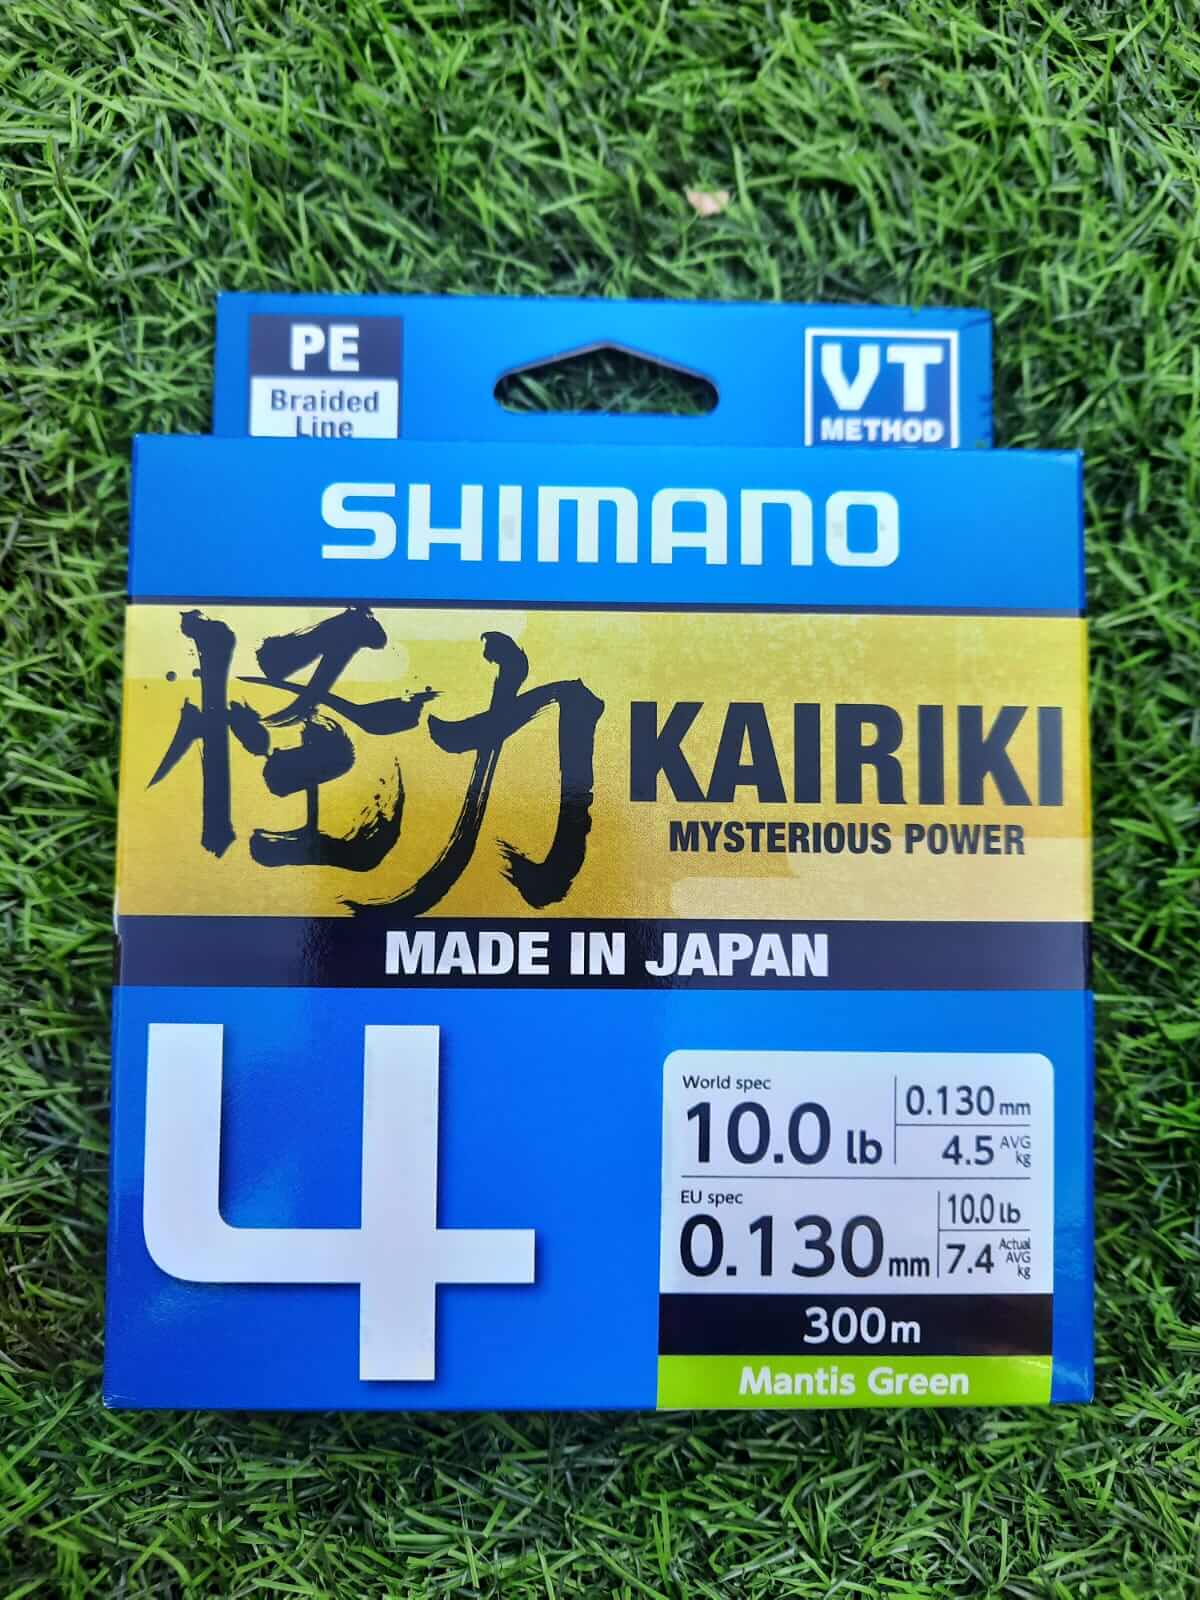 PE
Braided
Line
VT
METHOD
SHIMANO
怪力
KAIRIKI
MYSTERIOUS POWER
MADE IN JAPAN
4
World spec
10.0 lb
0.130 mm
4.5 AVG kg
EU spec
0.130 mm
10.0 lb
7.4 Actual AVG kg
300m
Mantis Green